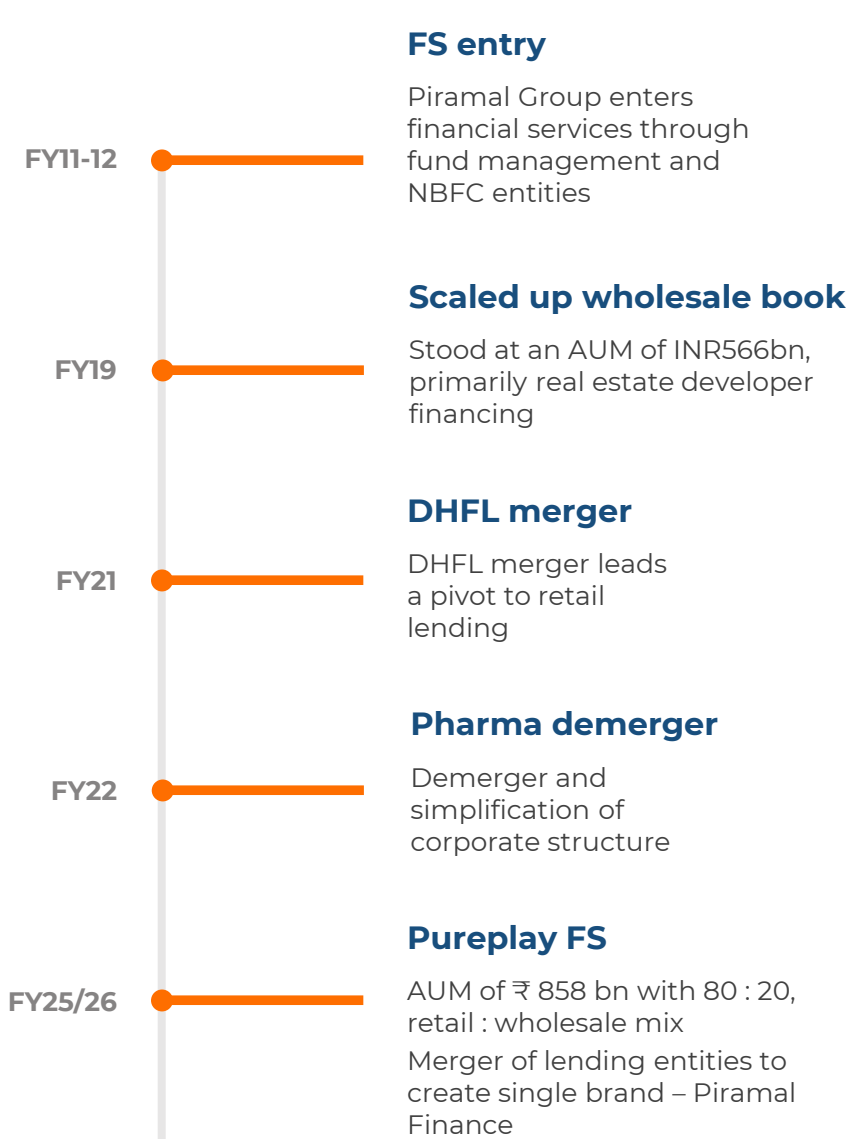 FS entry
Piramal Group enters
financial services through
fund management and
NBFC entities
FY11-12
Scaled up wholesale book
Stood at an AUM of INR566bn,
primarily real estate developer
financing
FY19
DHFL merger
DHFL merger leads
a pivot to retail
lending
FY21
Pharma demerger
Demerger and
simplification of
corporate structure
FY22
Pureplay FS
AUM of ₹ 858 bn with 80 : 20,
retail : wholesale mix
Merger of lending entities to
create single brand – Piramal
Finance
FY25/26